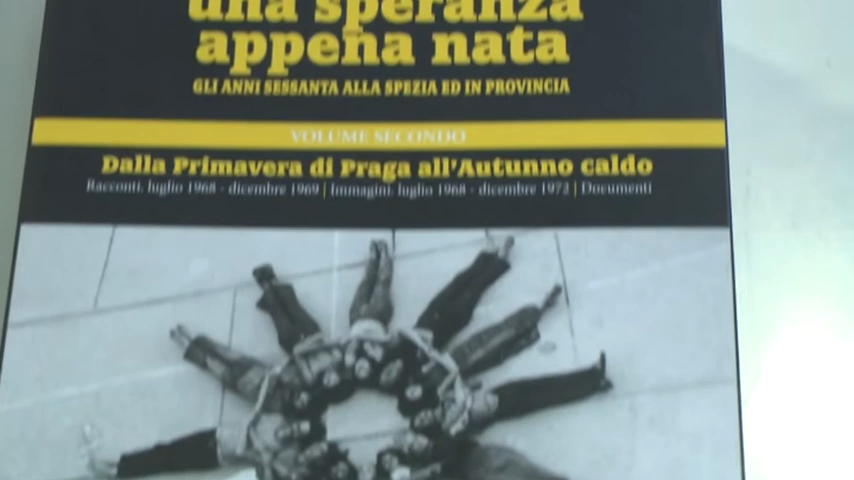 una speranza
appena nata
GLI ANNI SESSANTA ALLA SPEZIA ED IN PROVINCIA
VOLUME SECONDO
Dalla Primavera di Praga all'Autunno caldo
Racconti, luglio 1968 - dicembre 1969 | Immagini: luglio 1968 - dicembre 1972 | Documenti